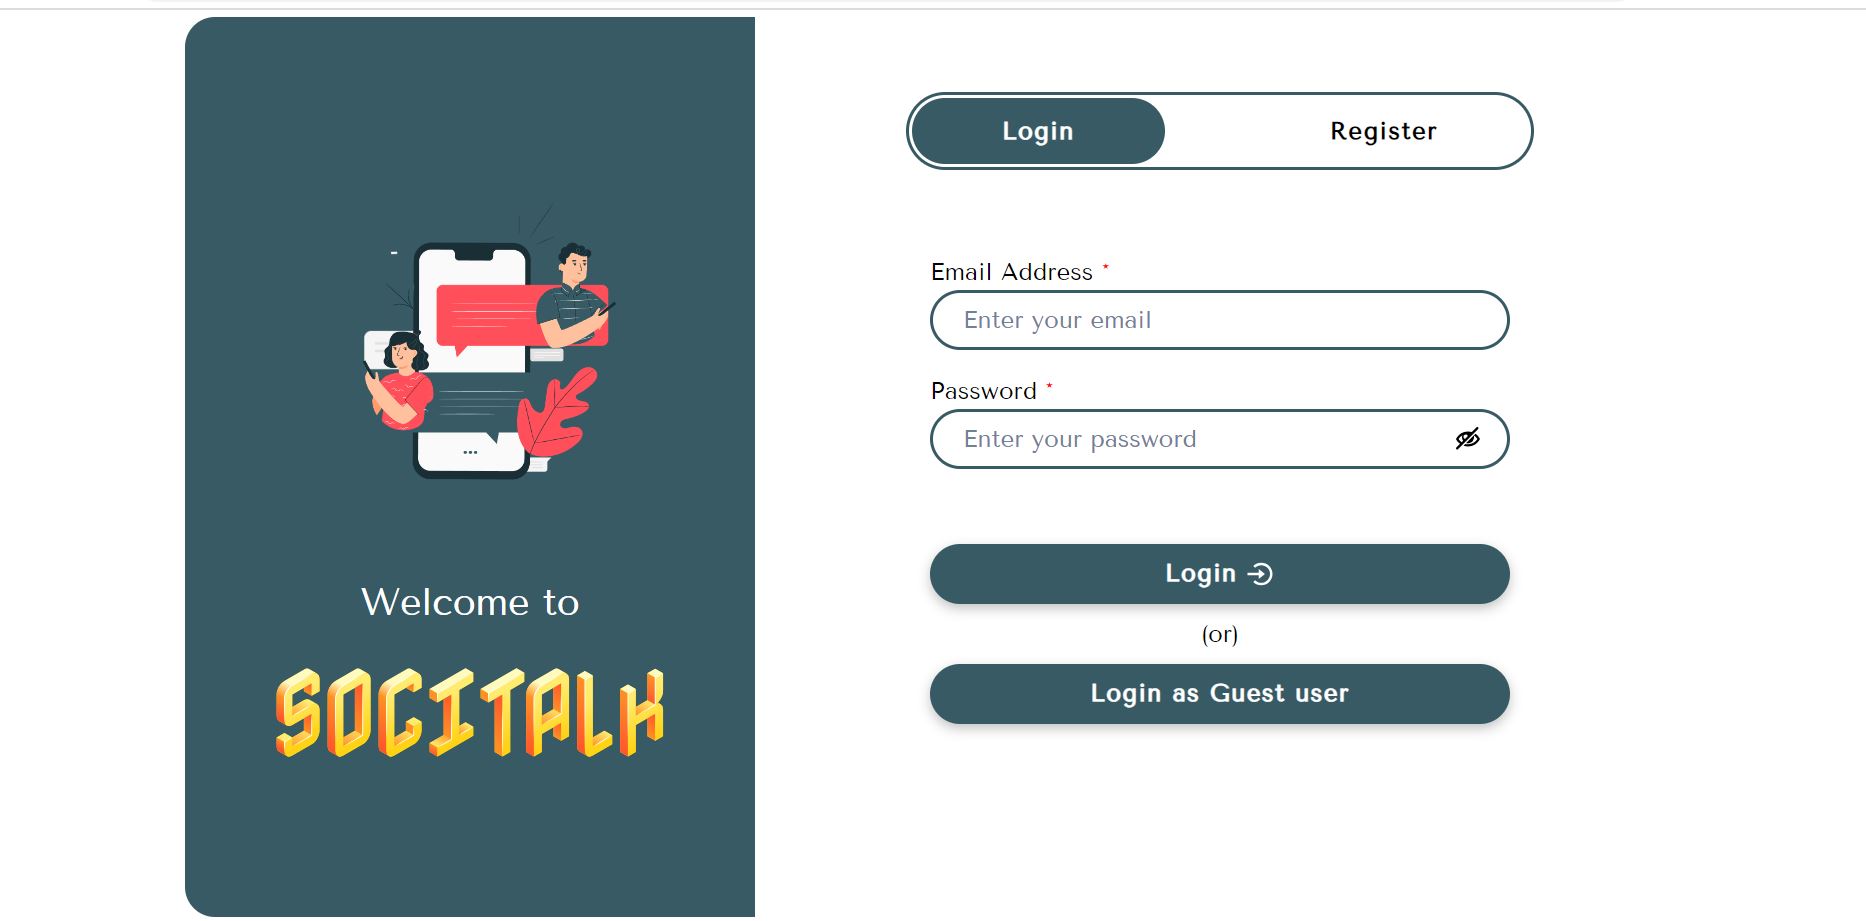 Welcome to
SOCITALK
Login
Register
Email Address *
Enter your email
Password *
Enter your password
Login
(or)
Login as Guest user